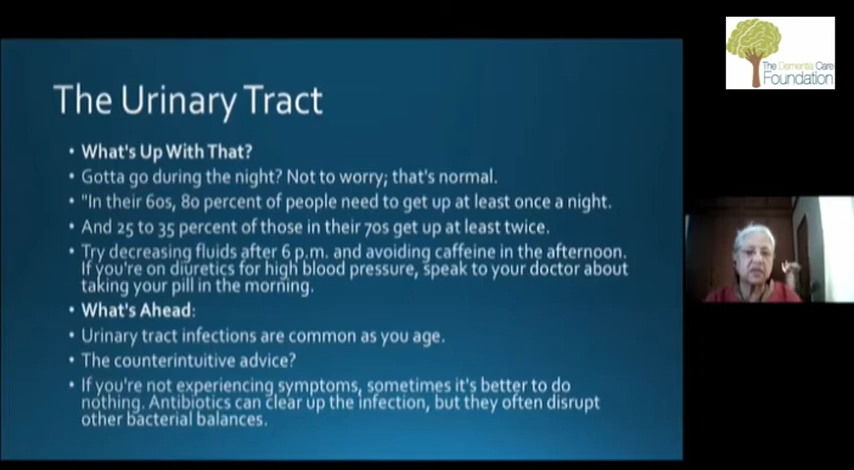 The Dementia Care
Foundation
The Urinary Tract
• What's Up With That?
• Gotta go during the night? Not to worry; that's normal.
• "In their 60s, 80 percent of people need to get up at least once a night.
• And 25 to 35 percent of those in their 70s get up at least twice.
• Try decreasing fluids after 6 p.m. and avoiding caffeine in the afternoon.
If you're on diuretics for high blood pressure, speak to your doctor about
taking your pill in the morning.
• What's Ahead:
• Urinary tract infections are common as you age.
• The counterintuitive advice?
• If you're not experiencing symptoms, sometimes it's better to do
nothing. Antibiotics can clear up the infection, but they often disrupt
other bacterial balances.